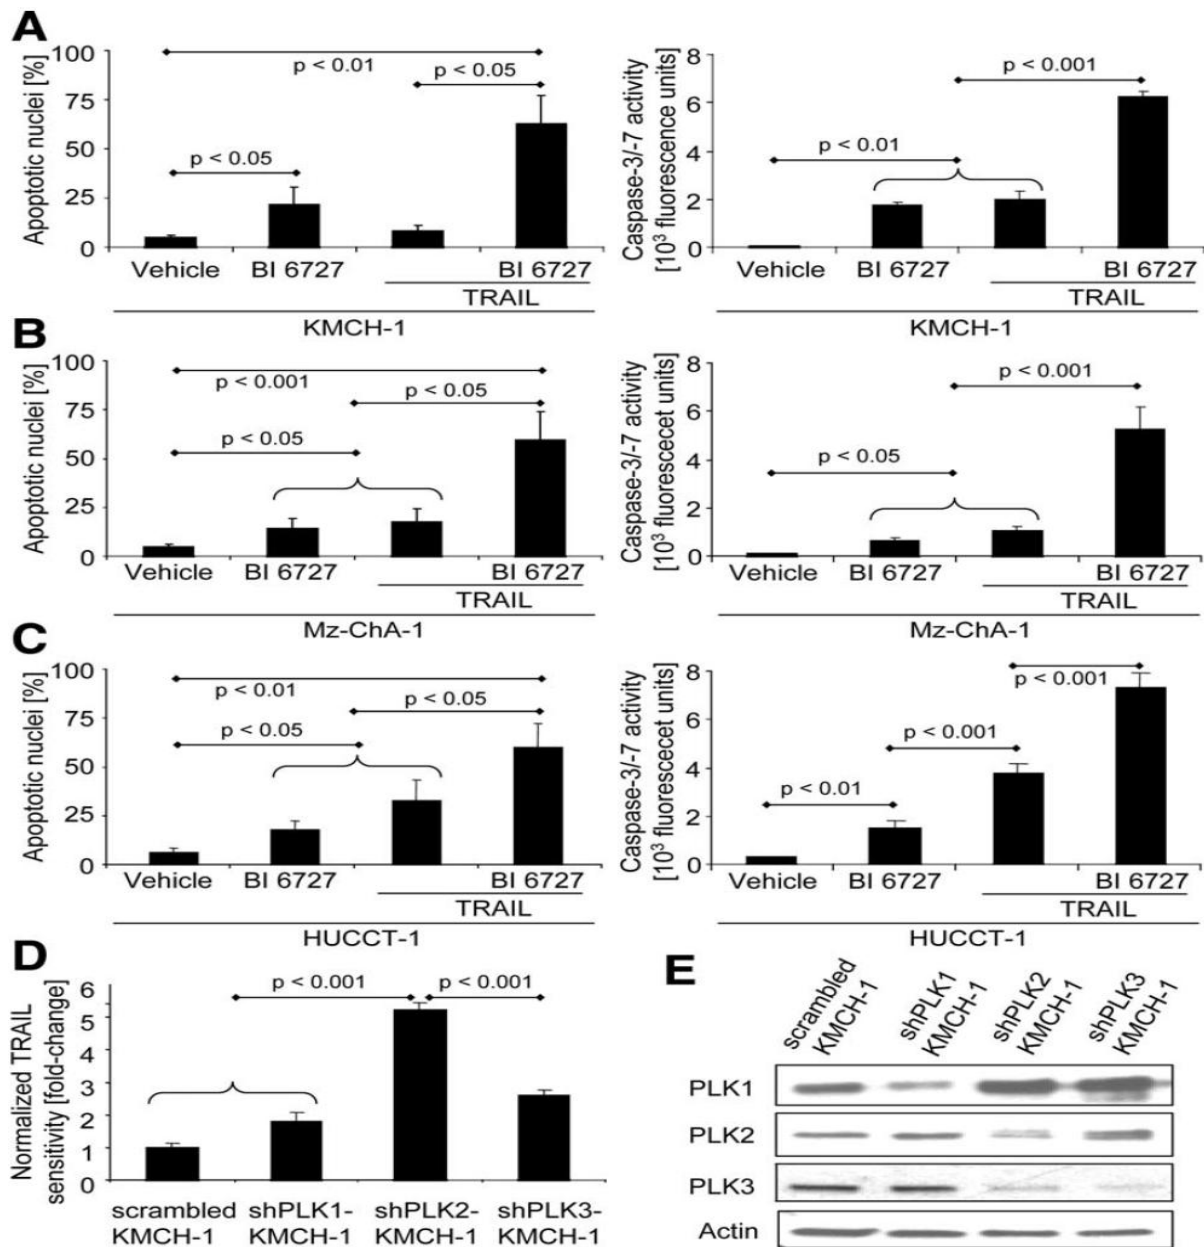 A
Apoptotic nuclei [%]
100
75
50
25
0
p < 0.01
p < 0.05
p < 0.05
Vehicle BI 6727 BI 6727
TRAIL
KMCH-1
Caspase-3/-7 activity
[10³ fluorescence units]
8
6
4
2
0
p < 0.001
p < 0.01
Vehicle BI 6727 BI 6727
TRAIL
KMCH-1
B
Apoptotic nuclei [%]
100
75
50
25
0
p < 0.001
p < 0.05
p < 0.05
Vehicle BI 6727 BI 6727
TRAIL
Mz-ChA-1
Caspase-3/-7 activity
[10³ fluorescecet units]
8
6
4
2
0
p < 0.001
p < 0.05
Vehicle BI 6727 BI 6727
TRAIL
Mz-ChA-1
C
Apoptotic nuclei [%]
100
75
50
25
0
p < 0.01
p < 0.05
p < 0.05
Vehicle BI 6727 BI 6727
TRAIL
HUCCT-1
Caspase-3/-7 activity
[10³ fluorescecet units]
8
6
4
2
0
p < 0.001
p < 0.001
p < 0.01
Vehicle BI 6727 BI 6727
TRAIL
HUCCT-1
D
Normalized TRAIL
sensitivity [fold-change]
6
5
4
3
2
1
0
p < 0.001 p < 0.001
scrambled shPLK1- shPLK2- shPLK3-
KMCH-1 KMCH-1 KMCH-1 KMCH-1
E
scrambled
KMCH-1
shPLK1
KMCH-1
shPLK2
KMCH-1
shPLK3
KMCH-1
PLK1
PLK2
PLK3
Actin